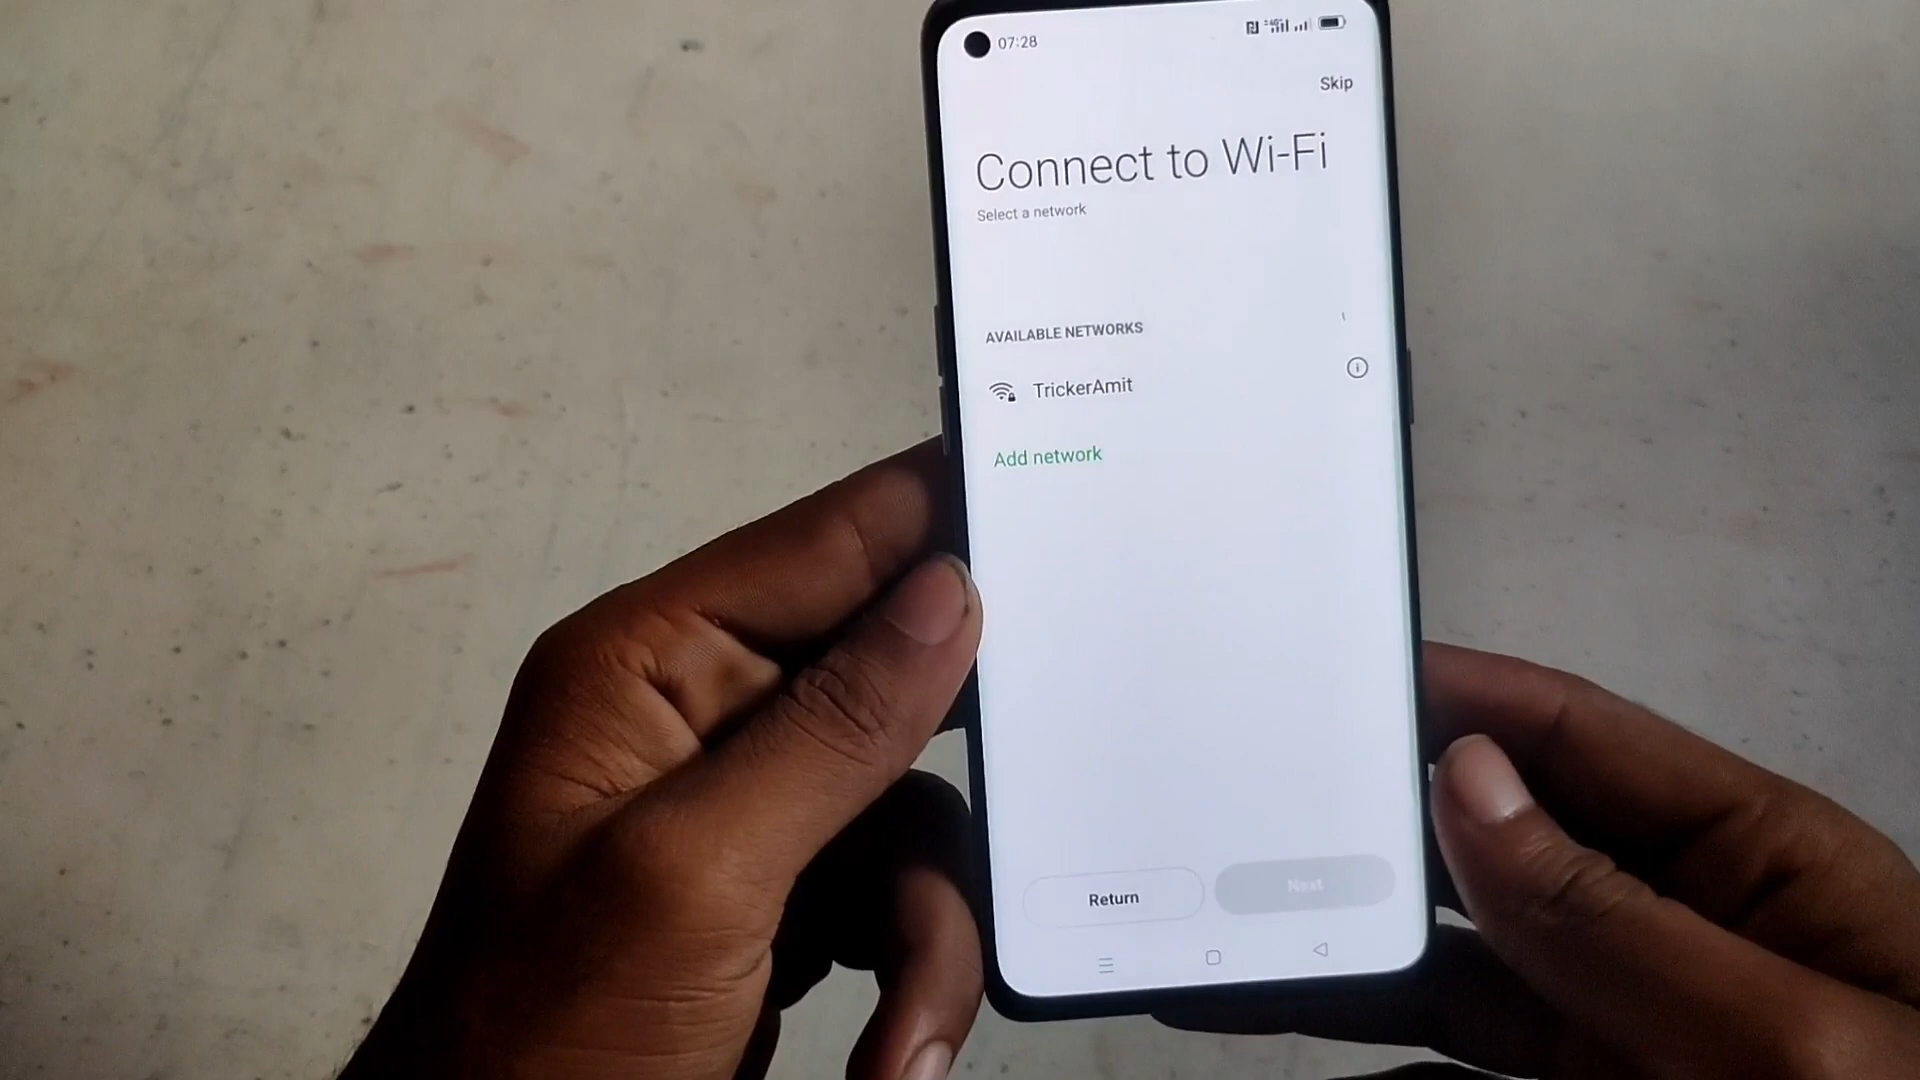 07:28
Skip
Connect to Wi-Fi
Select a network
AVAILABLE NETWORKS
TrickerAmit
Add network
Return
Next